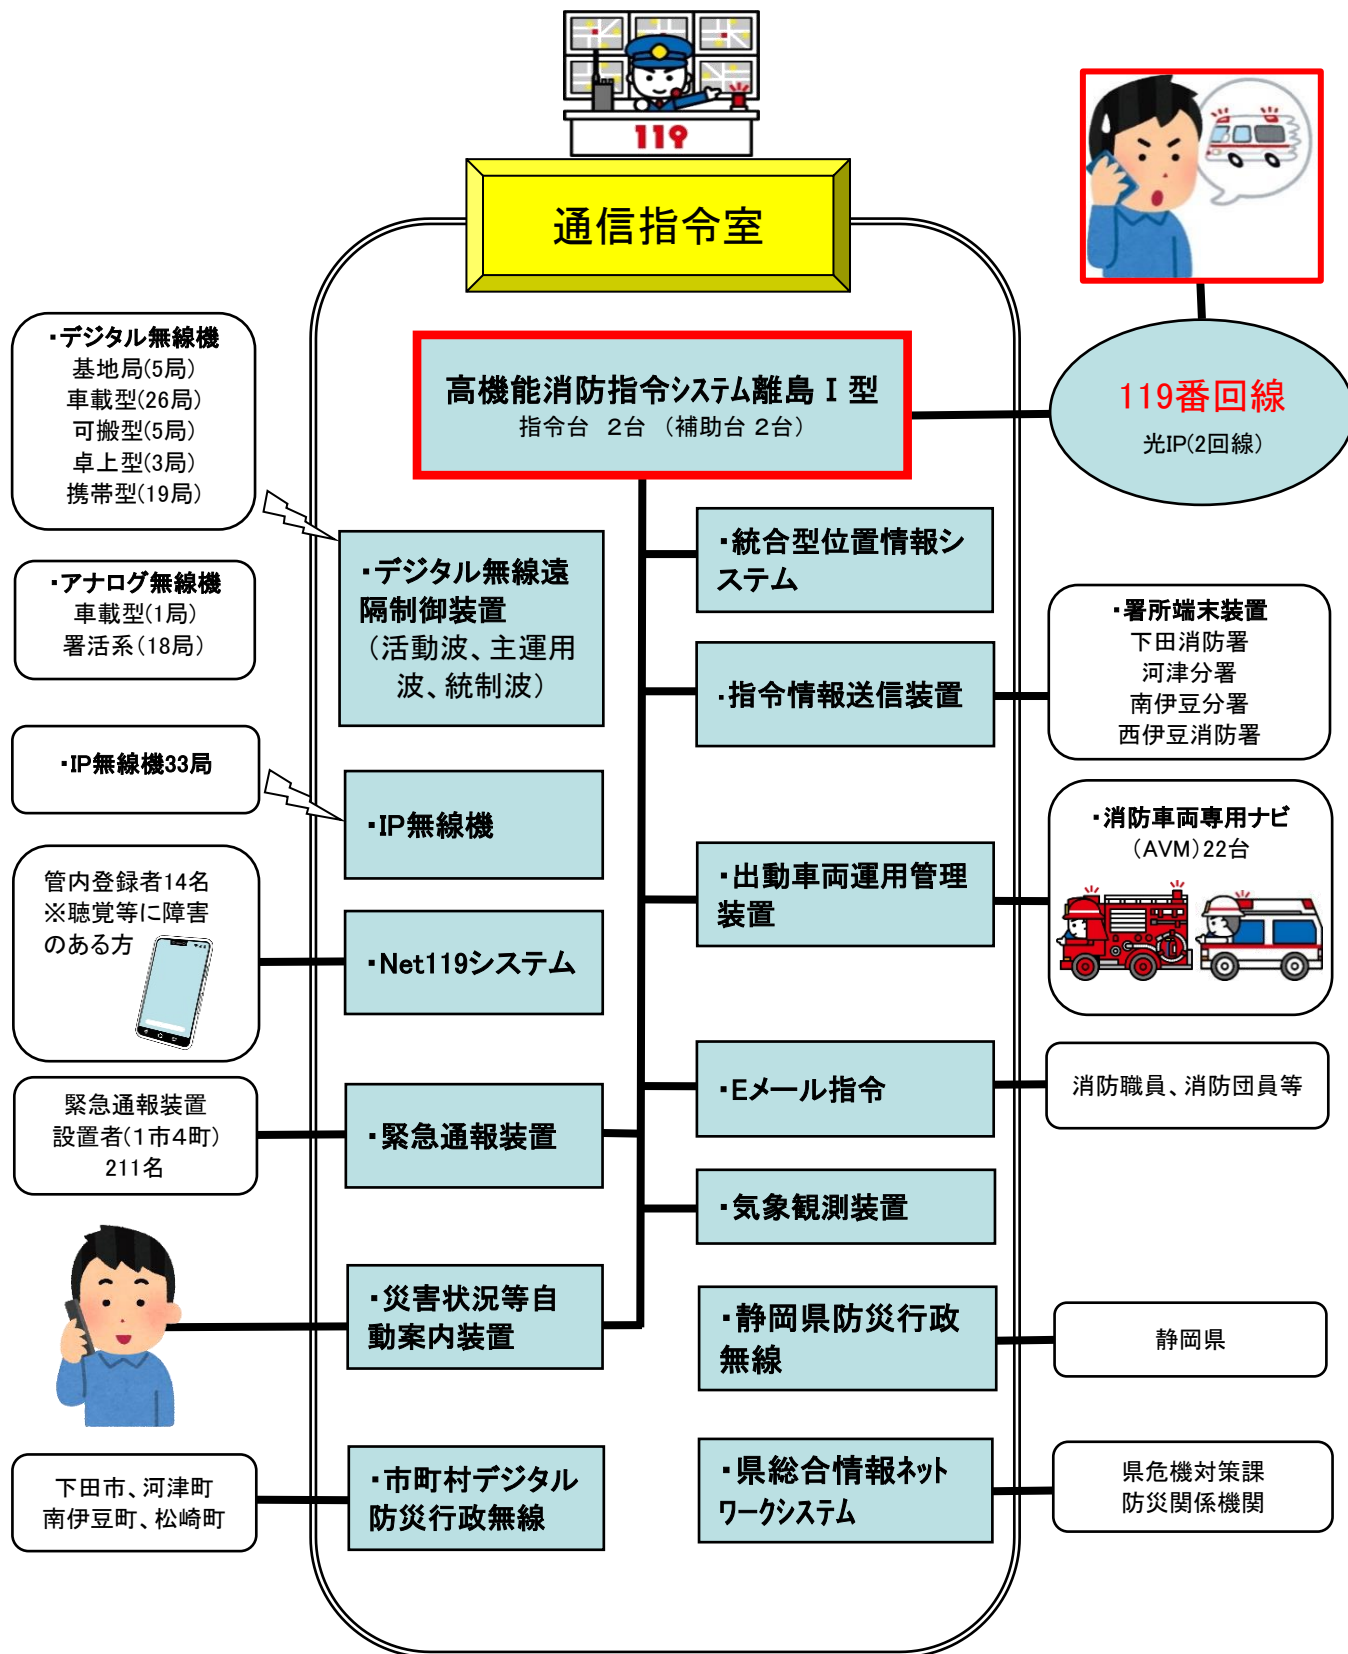 119
通信指令室
高機能消防指令システム離島Ⅰ型
指令台 2台 (補助台 2台)
119番回線
光IP(2回線)
・デジタル無線機
基地局(5局)
車載型(26局)
可搬型(5局)
卓上型(3局)
携帯型(19局)
・アナログ無線機
車載型(1局)
署活系(18局)
・IP無線機33局
管内登録者14名
※聴覚等に障害
のある方
緊急通報装置
設置者(1市4町)
211名
下田市、河津町
南伊豆町、松崎町
・デジタル無線遠
隔制御装置
(活動波、主運用
波、統制波)
・IP無線機
・Net119システム
・緊急通報装置
・災害状況等自
動案内装置
・市町村デジタル
防災行政無線
・統合型位置情報シ
ステム
・指令情報送信装置
・出動車両運用管理
装置
・Eメール指令
・気象観測装置
・静岡県防災行政
無線
・県総合情報ネット
ワークシステム
・署所端末装置
下田消防署
河津分署
南伊豆分署
西伊豆消防署
・消防車両専用ナビ
(AVM)22台
消防職員、消防団員等
静岡県
県危機対策課
防災関係機関